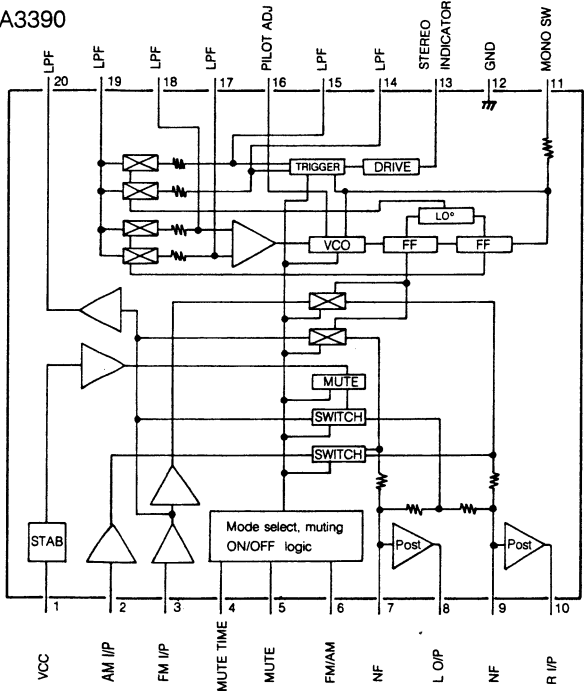 A3390
LPF
LPF
LPF
LPF
PILOT ADJ
LPF
LPF
STEREO
INDICATOR
GND
MONO SW
20
19
18
17
16
15
14
13
12
11
TRIGGER
DRIVE
LO°
VCO
FF
FF
MUTE
SWITCH
SWITCH
STAB
Mode select, muting
ON/OFF logic
Post
Post
1
2
3
4
5
6
7
8
9
10
VCC
AM I/P
FM I/P
MUTE TIME
MUTE
FM/AM
NF
L O/P
NF
R I/P